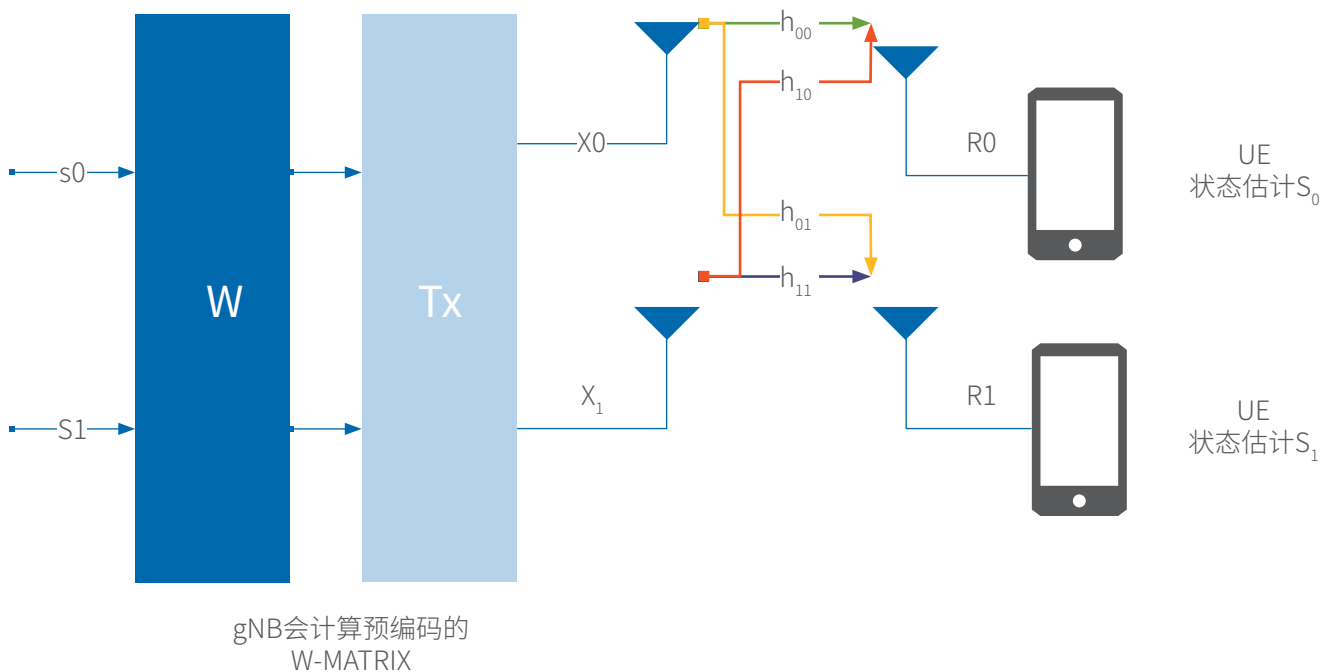 h₀₀
h₁₀
X0
R0
UE
状态估计S₀
s0
h₀₁
h₁₁
W
Tx
X₁
R1
UE
状态估计S₁
S1
gNB会计算预编码的
W-MATRIX